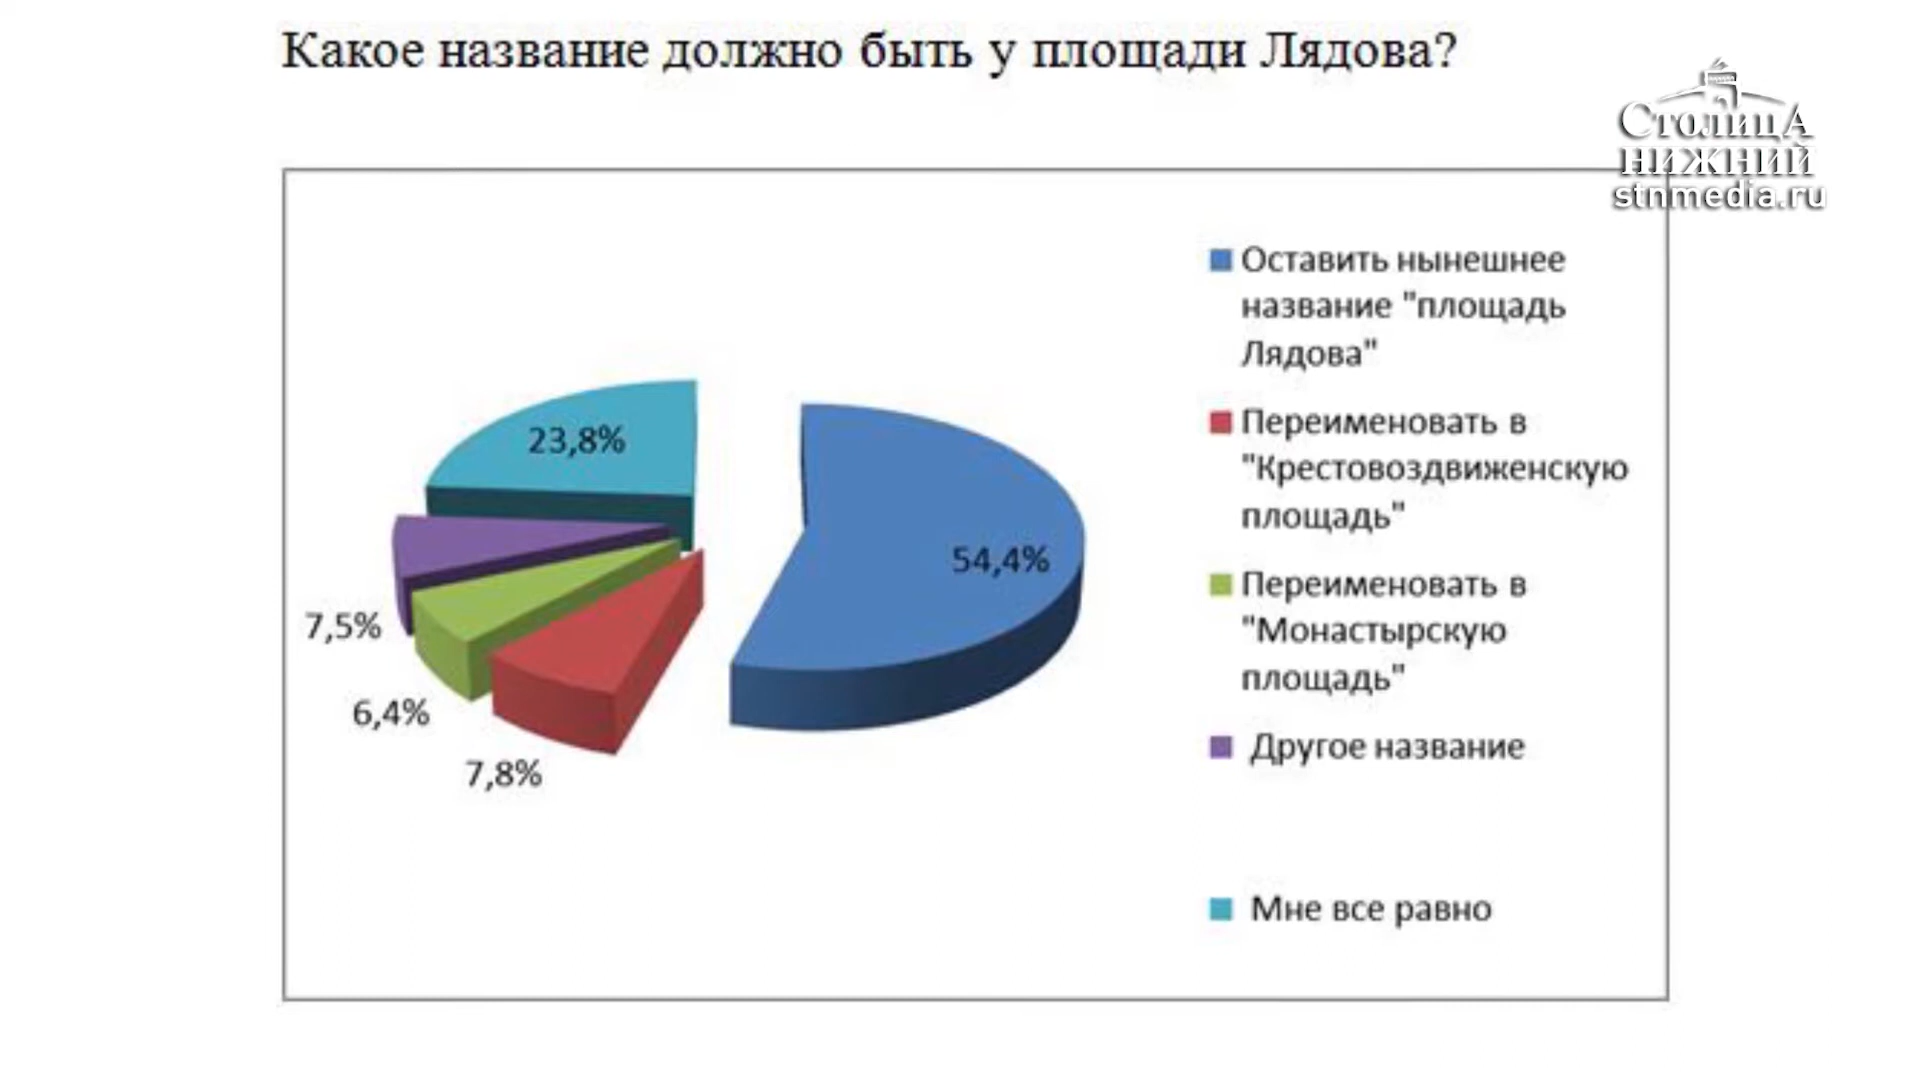 Какое название должно быть у площади Лядова?
СтолицА
нижний
stnmedia.ru
Оставить нынешнее
название "площадь
Лядова"
Переименовать в
"Крестовоздвиженскую
площадь"
Переименовать в
"Монастырскую
площадь"
Другое название
Мне все равно
23,8%
54,4%
7,5%
6,4%
7,8%